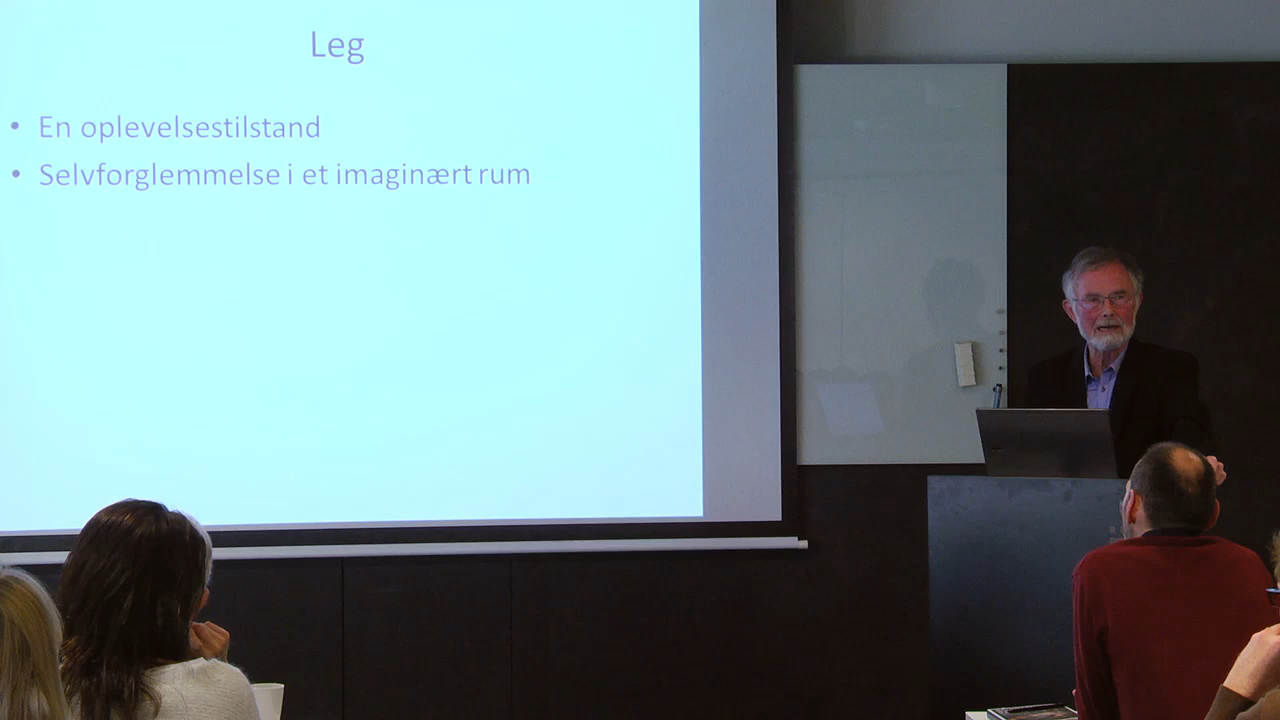 Leg
• En oplevelsestilstand
• Selvforglemmelse i et imaginært rum